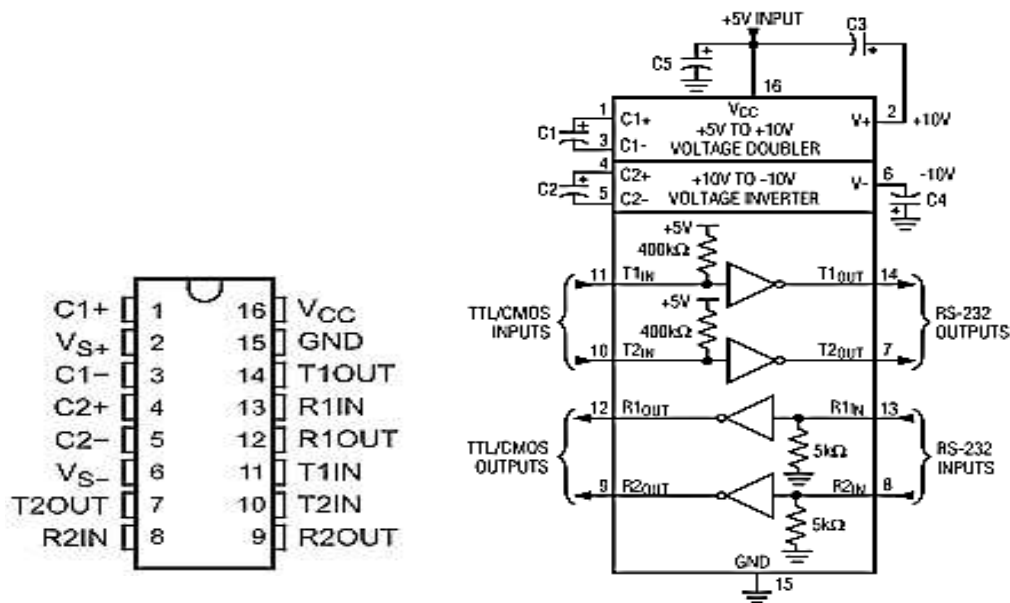 C1+ 1 16 VCC
VS+ 2 15 GND
C1− 3 14 T1OUT
C2+ 4 13 R1IN
C2− 5 12 R1OUT
VS− 6 11 T1IN
T2OUT 7 10 T2IN
R2IN 8 9 R2OUT
+5V INPUT
C3
+
C5 +
16
1 C1+ VCC V+ 2 +10V
C1 + +5V TO +10V
3 C1- VOLTAGE DOUBLER
4 C2+ +10V TO -10V V- 6 -10V
C2 +
5 C2- VOLTAGE INVERTER
C4
+
+5V
400kΩ
11 T1IN T1OUT 14
TTL/CMOS
INPUTS
+5V
400kΩ
RS-232
OUTPUTS
10 T2IN T2OUT 7
12 R1OUT R1IN 13
TTL/CMOS
OUTPUTS
5kΩ
RS-232
INPUTS
9 R2OUT R2IN 8
5kΩ
GND
15